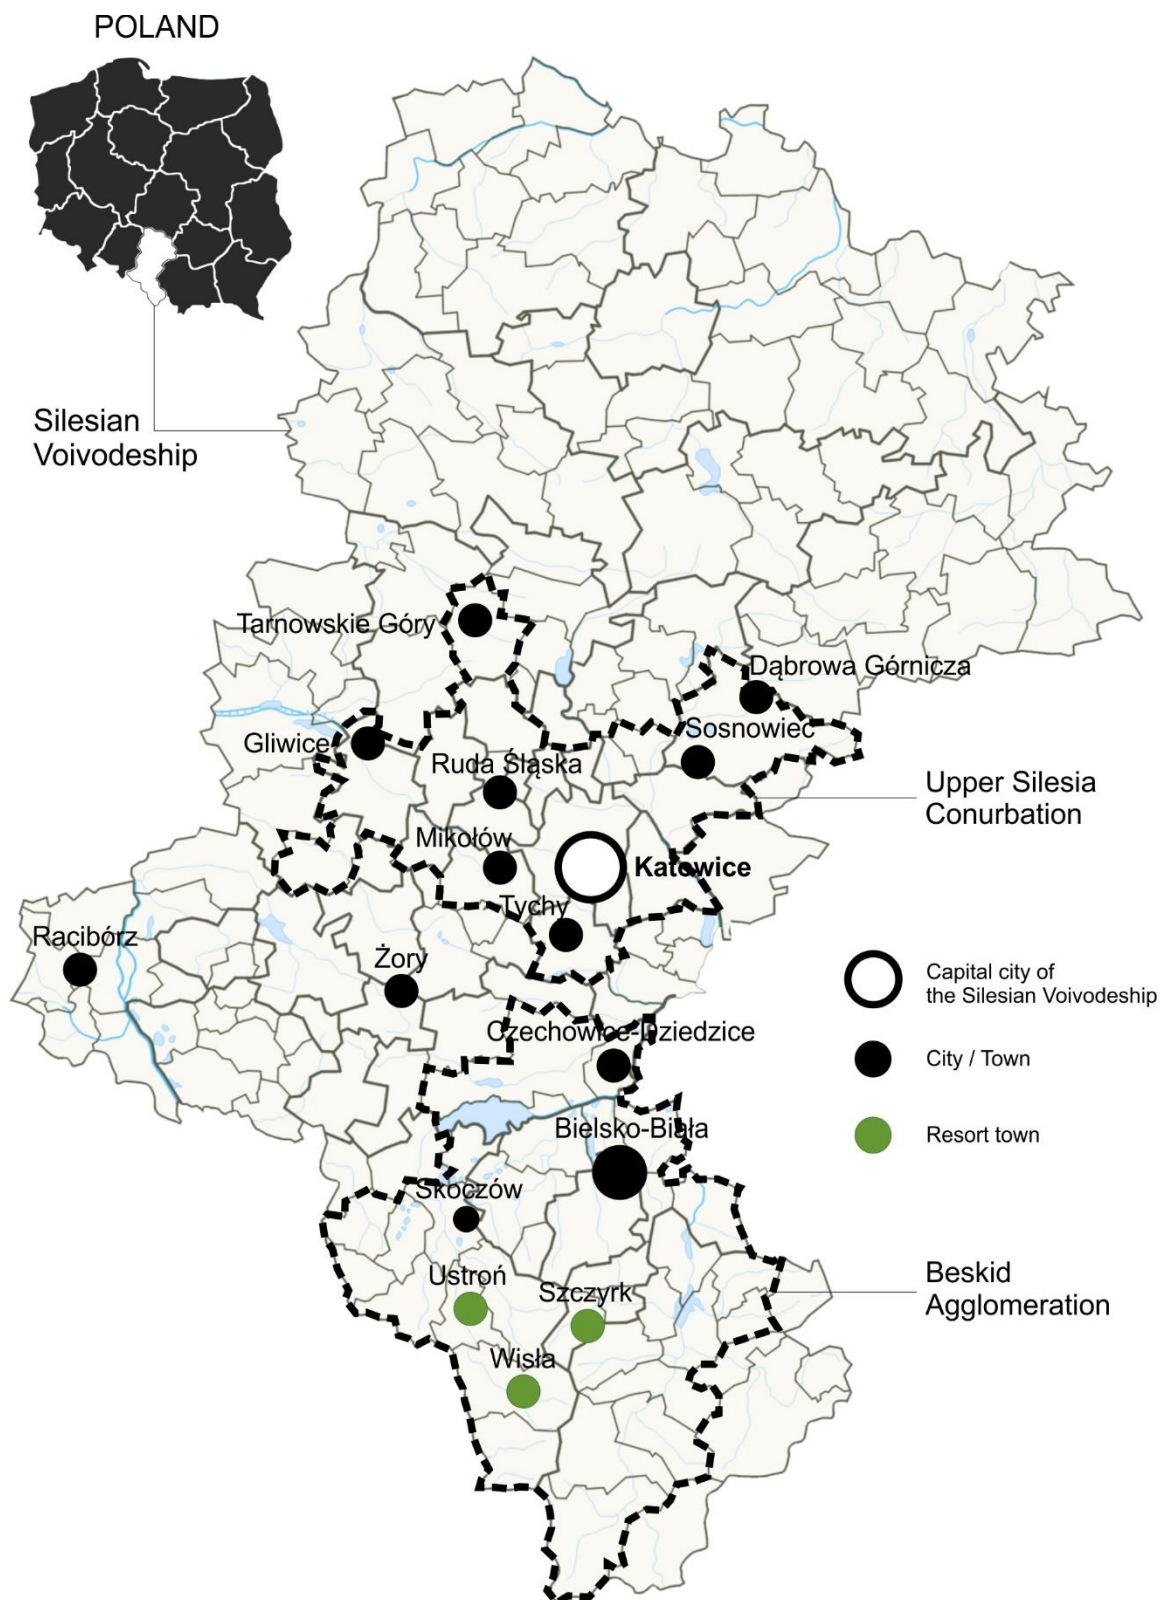 POLAND
Silesian
Voivodeship
Tarnowskie Góry
Dąbrowa Górnicza
Sosnowiec
Gliwice
Ruda Śląska
Upper Silesia
Conurbation
Mikołów
Katowice
Tychy
Racibórz
Żory
Capital city of
the Silesian Voivodeship
Czechowice-Dziedzice
City / Town
Bielsko-Biała
Resort town
Skoczów
Ustroń
Szczyrk
Beskid
Agglomeration
Wisła